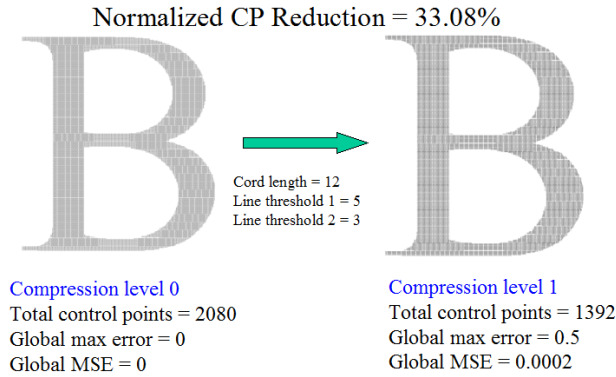 Normalized CP Reduction = 33.08%
B
B
Cord length = 12
Line threshold 1 = 5
Line threshold 2 = 3
Compression level 0
Total control points = 2080
Global max error = 0
Global MSE = 0
Compression level 1
Total control points = 1392
Global max error = 0.5
Global MSE = 0.0002